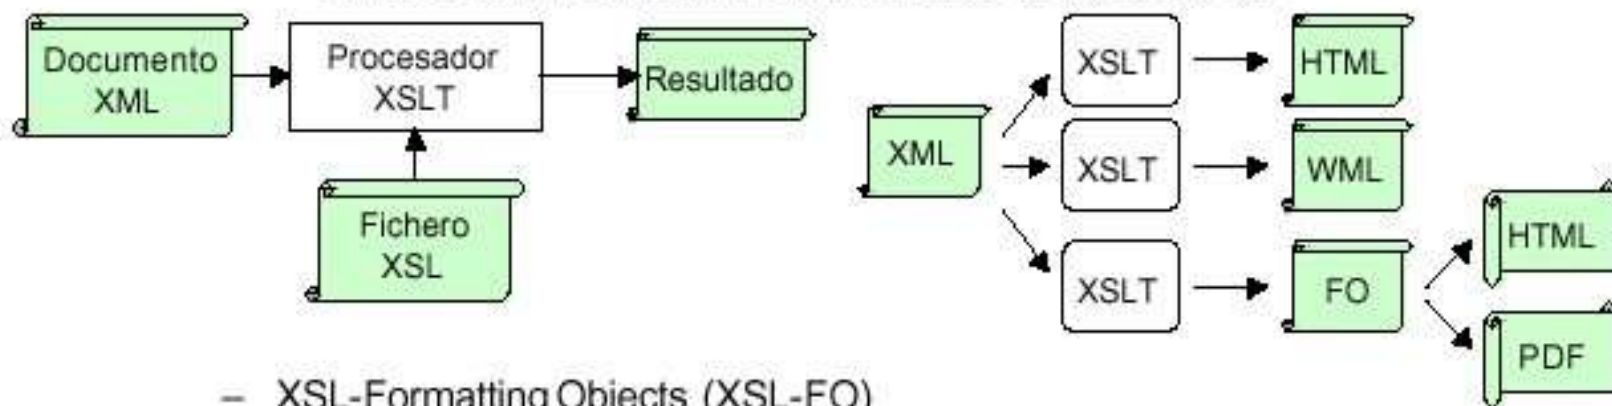 Documento
XML
Procesador
XSLT
Resultado
Fichero
XSL
XML
XSLT
HTML
XSLT
WML
XSLT
FO
HTML
PDF
– XSL-Formatting Objects (XSL-FO)